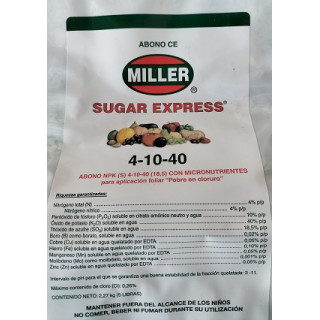 ABONO CE
MILLER®
SUGAR EXPRESS®
4-10-40
ABONO NPK (S) 4-10-40 (18,5) CON MICRONUTRIENTES
para aplicación foliar "Pobre en cloruro"
Riquezas garantizadas:
Nitrógeno total (N) 4% p/p
Nitrógeno nítrico 4% p/p
Pentóxido de fósforo (P₂O₅) soluble en citrato amónico neutro y agua 10% p/p
Óxido de potasio (K₂O) soluble en agua 40% p/p
Trióxido de azufre (SO₃) soluble en agua 18,5% p/p
Boro (B) como borato, soluble en agua 0,02% p/p
Cobre (Cu) soluble en agua quelatado por EDTA 0,05% p/p
Hierro (Fe) soluble en agua quelatado por EDTA 0,10% p/p
Manganeso (Mn) soluble en agua quelatado por EDTA 0,05% p/p
Molibdeno (Mo) como molibdato, soluble en agua 0,001% p/p
Zinc (Zn) soluble en agua quelatado por EDTA 0,05% p/p
Intervalo de pH para el que se garantiza una buena estabilidad de la fracción quelatada: 3 -11.
Máximo contenido de cloro (Cl): 0,20%
CONTENIDO NETO: 2,27 Kg (5 LIBRAS)
MANTENER FUERA DEL ALCANCE DE LOS NIÑOS
NO COMER, BEBER NI FUMAR DURANTE SU UTILIZACIÓN